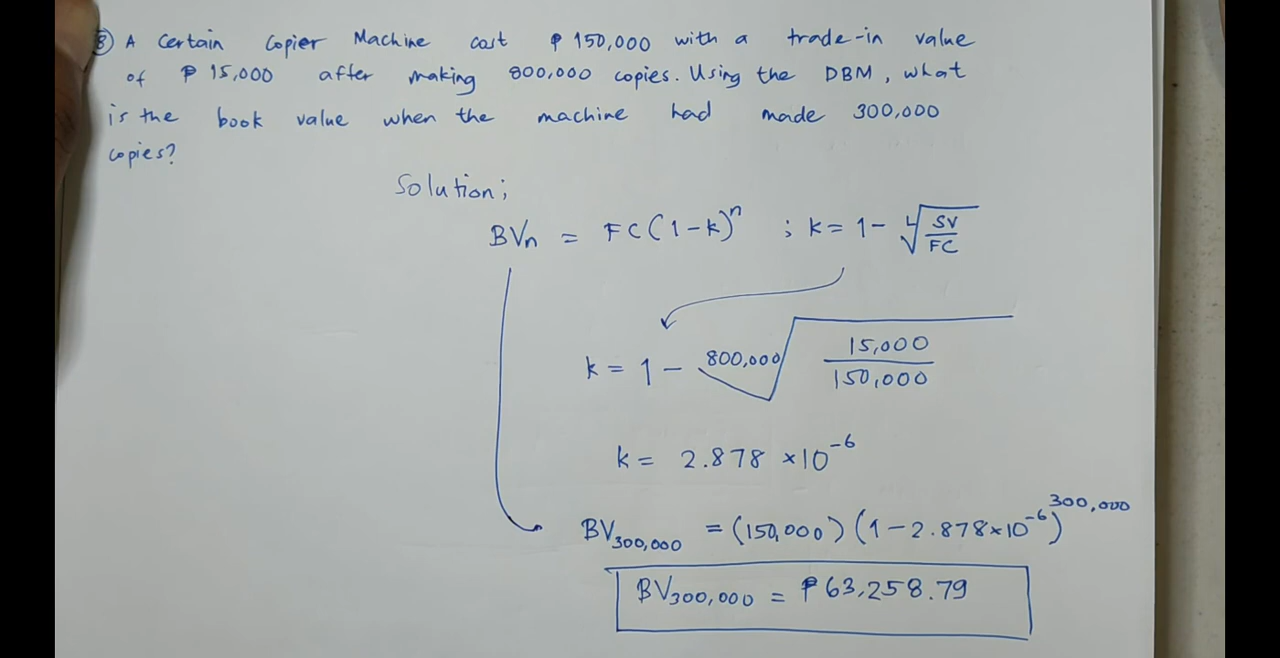 ③ A Certain Copier Machine cost ₱ 150,000 with a trade-in value
of ₱ 15,000 after making 800,000 copies. Using the DBM, what
is the book value when the machine had made 300,000
copies?
Solution;
BVn = FC(1-k)^n ; k = 1 - ᴸ√(SV/FC)
k = 1 - ⁸⁰⁰'⁰⁰⁰√(15,000/150,000)
k = 2.878 ×10^-6
BV300,000 = (150,000) (1-2.878×10^-6)^300,000
BV300,000 = ₱ 63,258.79